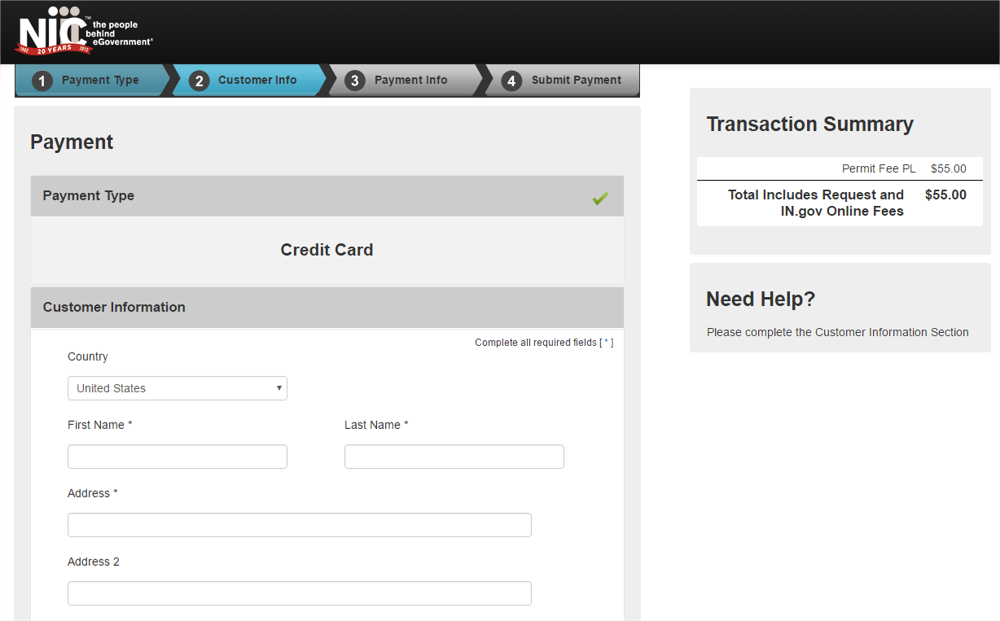 NIC™ the people
behind
eGovernment®
1992 20 YEARS 2012
1 Payment Type 2 Customer Info 3 Payment Info 4 Submit Payment
Payment
Payment Type
Credit Card
Customer Information
Complete all required fields [ * ]
Country
United States
First Name * Last Name *
Address *
Address 2
Transaction Summary
Permit Fee PL $55.00
Total Includes Request and $55.00
IN.gov Online Fees
Need Help?
Please complete the Customer Information Section